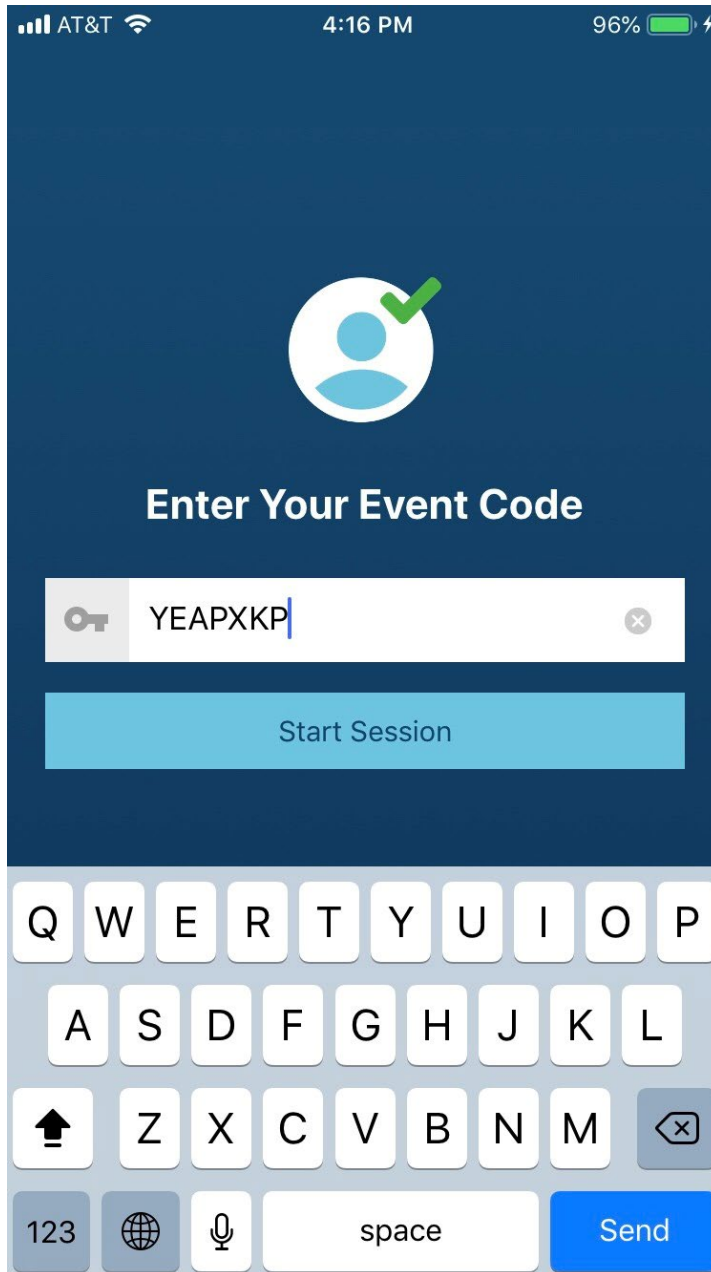 AT&T 4:16 PM 96%
Enter Your Event Code
YEAPXKP
Start Session
Q W E R T Y U I O P
A S D F G H J K L
Z X C V B N M
123 space Send